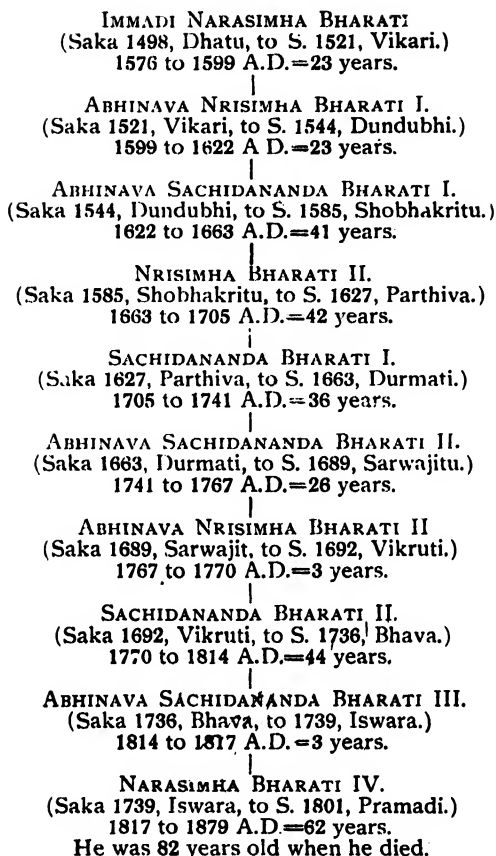 IMMADI NARASIMHA BHARATI
(Saka 1498, Dhatu, to S. 1521, Vikari.)
1576 to 1599 A.D.=23 years.
ABHINAVA NRISIMHA BHARATI I.
(Saka 1521, Vikari, to S. 1544, Dundubhi.)
1599 to 1622 A D.=23 years.
ABHINAVA SACHIDANANDA BHARATI I.
(Saka 1544, Dundubhi, to S. 1585, Shobhakritu.)
1622 to 1663 A.D.=41 years.
NRISIMHA BHARATI II.
(Saka 1585, Shobhakritu, to S. 1627, Parthiva.)
1663 to 1705 A.D.=42 years.
SACHIDANANDA BHARATI I.
(Saka 1627, Parthiva, to S. 1663, Durmati.)
1705 to 1741 A.D.=36 years.
ABHINAVA SACHIDANANDA BHARATI II.
(Saka 1663, Durmati, to S. 1689, Sarwajitu.)
1741 to 1767 A.D.=26 years.
ABHINAVA NRISIMHA BHARATI II
(Saka 1689, Sarwajit, to S. 1692, Vikruti.)
1767 to 1770 A.D.=3 years.
SACHIDANANDA BHARATI II.
(Saka 1692, Vikruti, to S. 1736, Bhava.)
1770 to 1814 A.D.=44 years.
ABHINAVA SACHIDANANDA BHARATI III.
(Saka 1736, Bhava, to 1739, Iswara.)
1814 to 1817 A.D.=3 years.
NARASIMHA BHARATI IV.
(Saka 1739, Iswara, to S. 1801, Pramadi.)
1817 to 1879 A.D.=62 years.
He was 82 years old when he died.